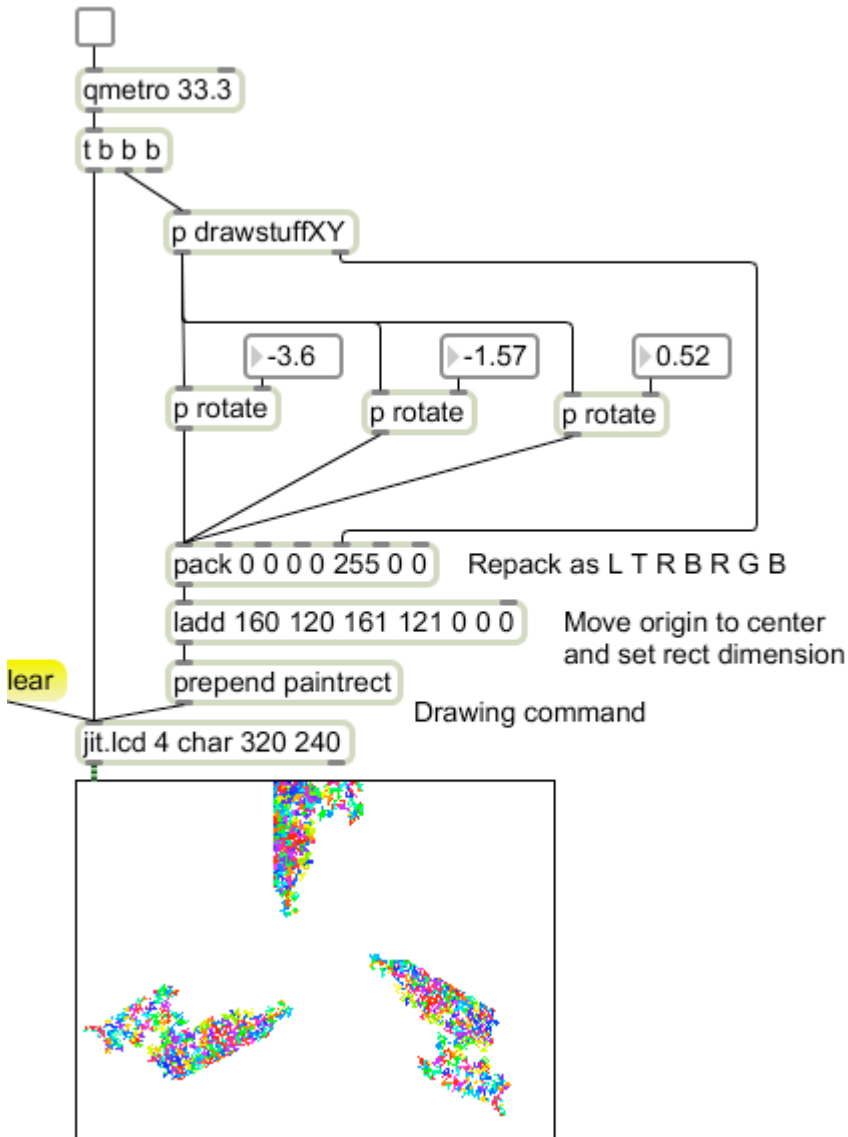 qmetro 33.3
t b b b
p drawstuffXY
-3.6
-1.57
0.52
p rotate
p rotate
p rotate
pack 0 0 0 0 255 0 0
Repack as L T R B R G B
ladd 160 120 161 121 0 0 0
Move origin to center
and set rect dimension
lear
prepend paintrect
Drawing command
jit.lcd 4 char 320 240